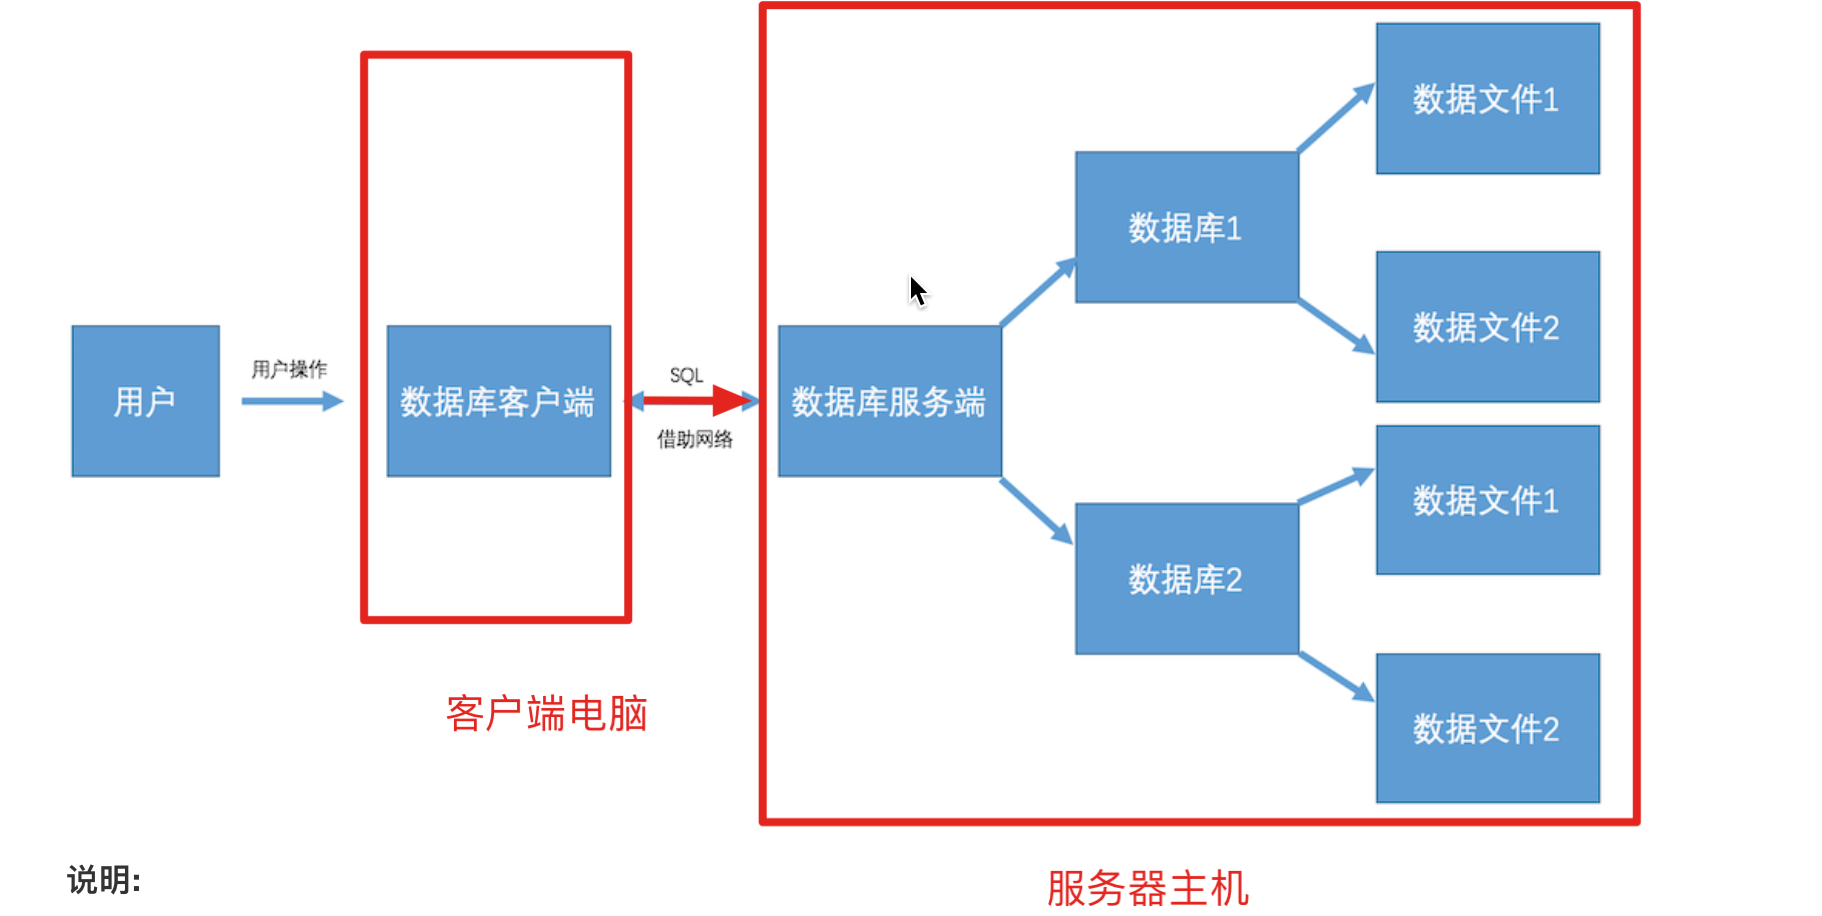 用户
用户操作
数据库客户端
SQL
借助网络
数据库服务端
数据库1
数据文件1
数据文件2
数据库2
数据文件1
数据文件2
客户端电脑
服务器主机
说明: